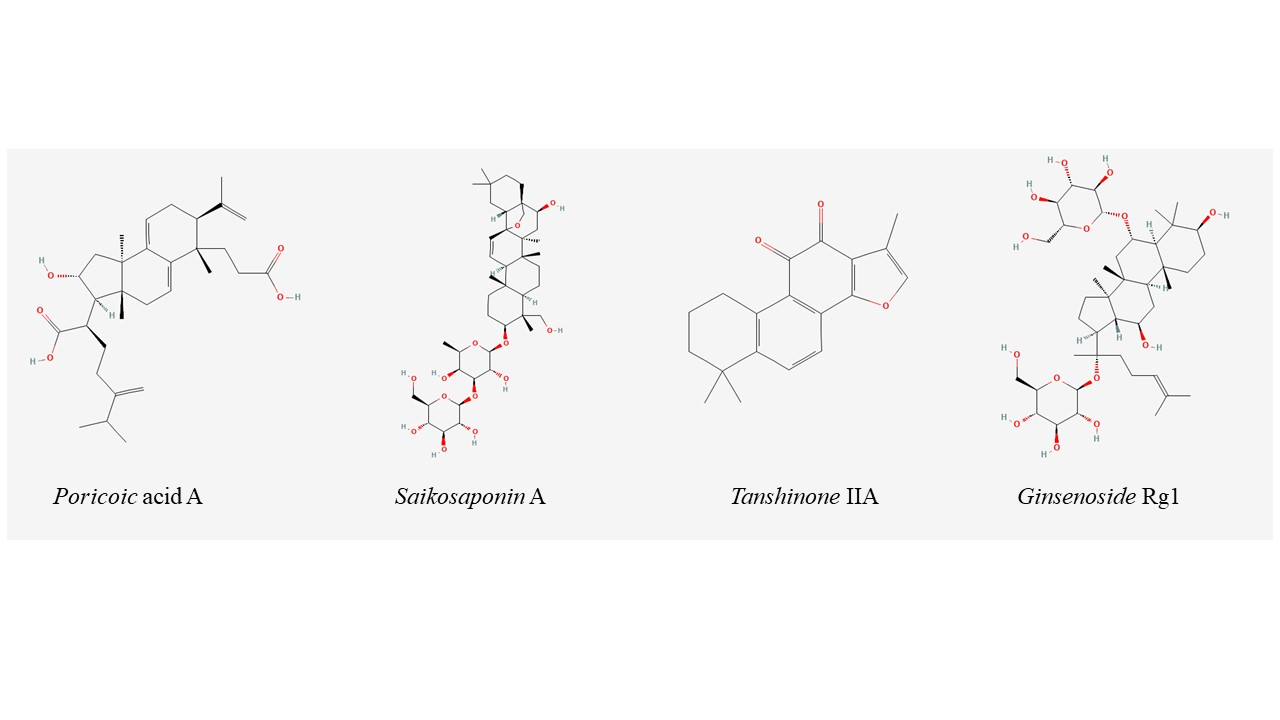 Poricoic acid A
Saikosaponin A
Tanshinone IIA
Ginsenoside Rg1